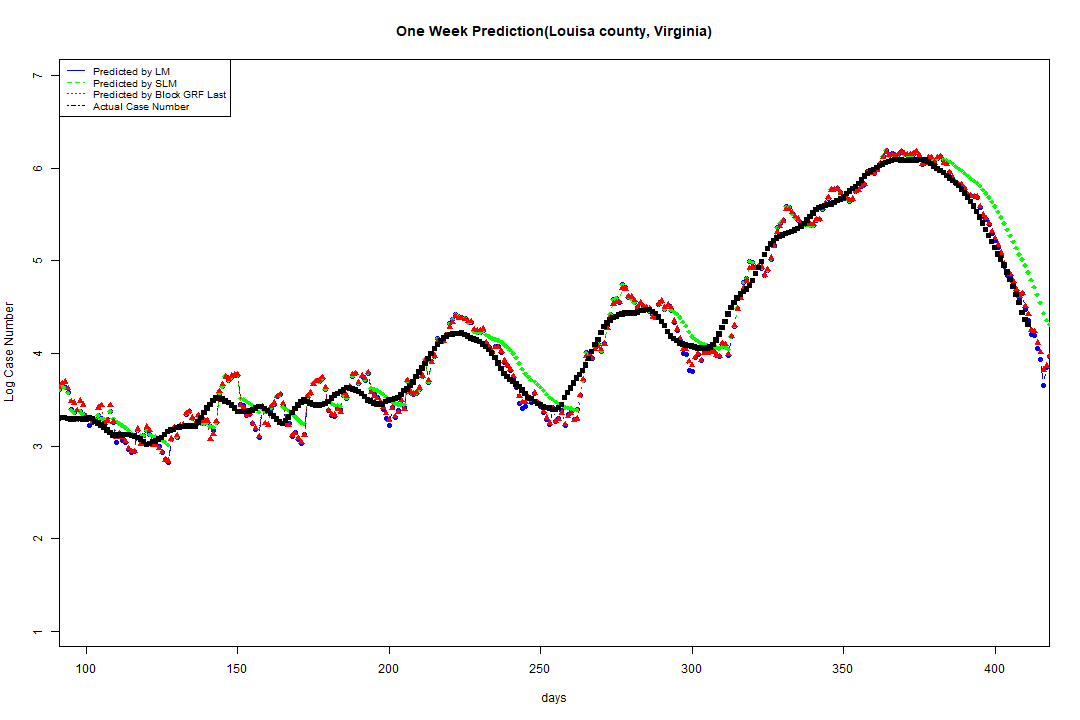 One Week Prediction(Louisa county, Virginia)
Predicted by LM
Predicted by SLM
Predicted by Block GRF Last
Actual Case Number
7
6
5
4
3
2
1
Log Case Number
100 150 200 250 300 350 400
days